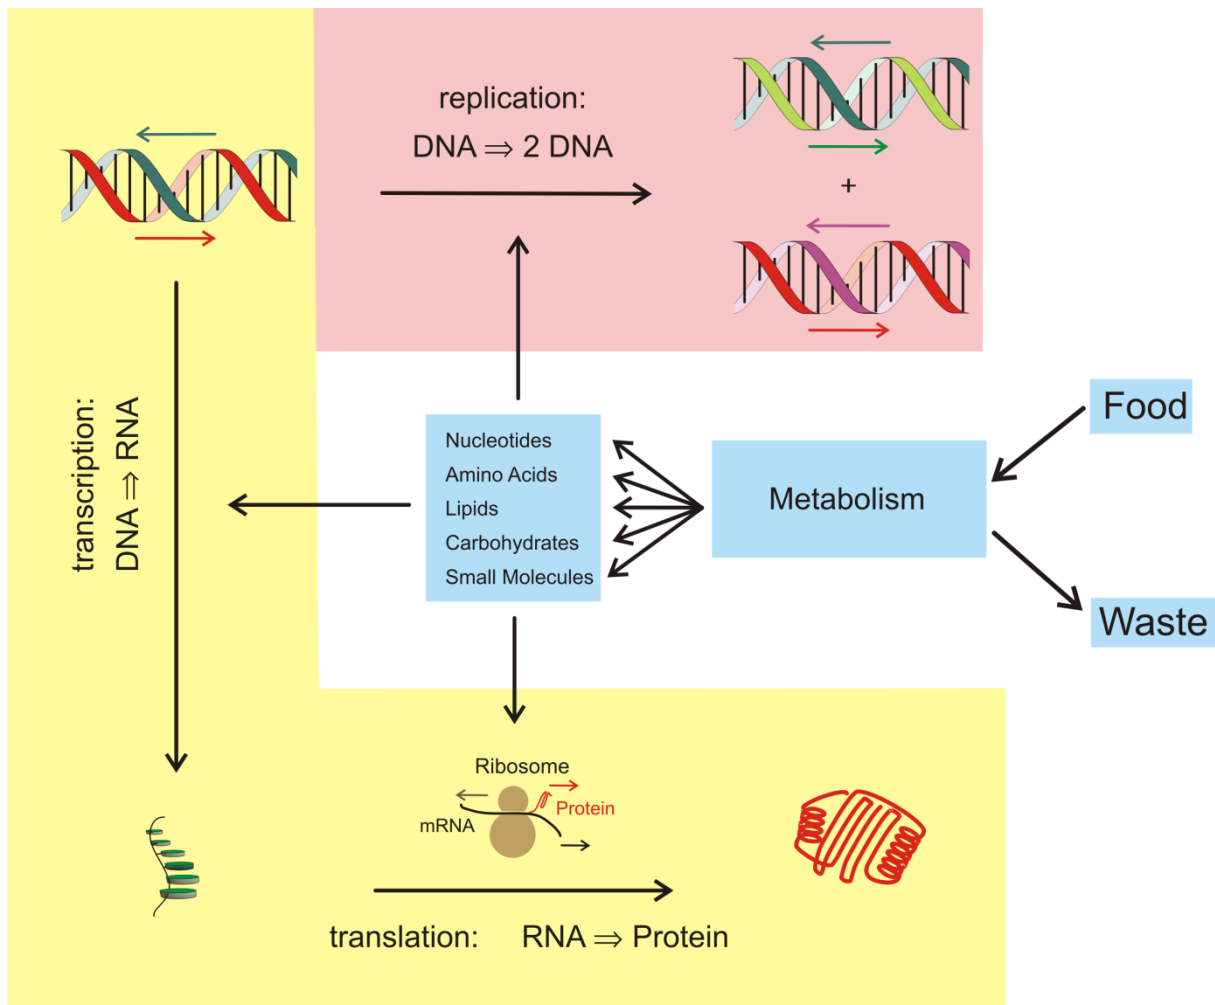 replication:
DNA ⇒ 2 DNA
+
transcription:
DNA ⇒ RNA
Nucleotides
Amino Acids
Lipids
Carbohydrates
Small Molecules
Metabolism
Food
Waste
Ribosome
Protein
mRNA
translation: RNA ⇒ Protein